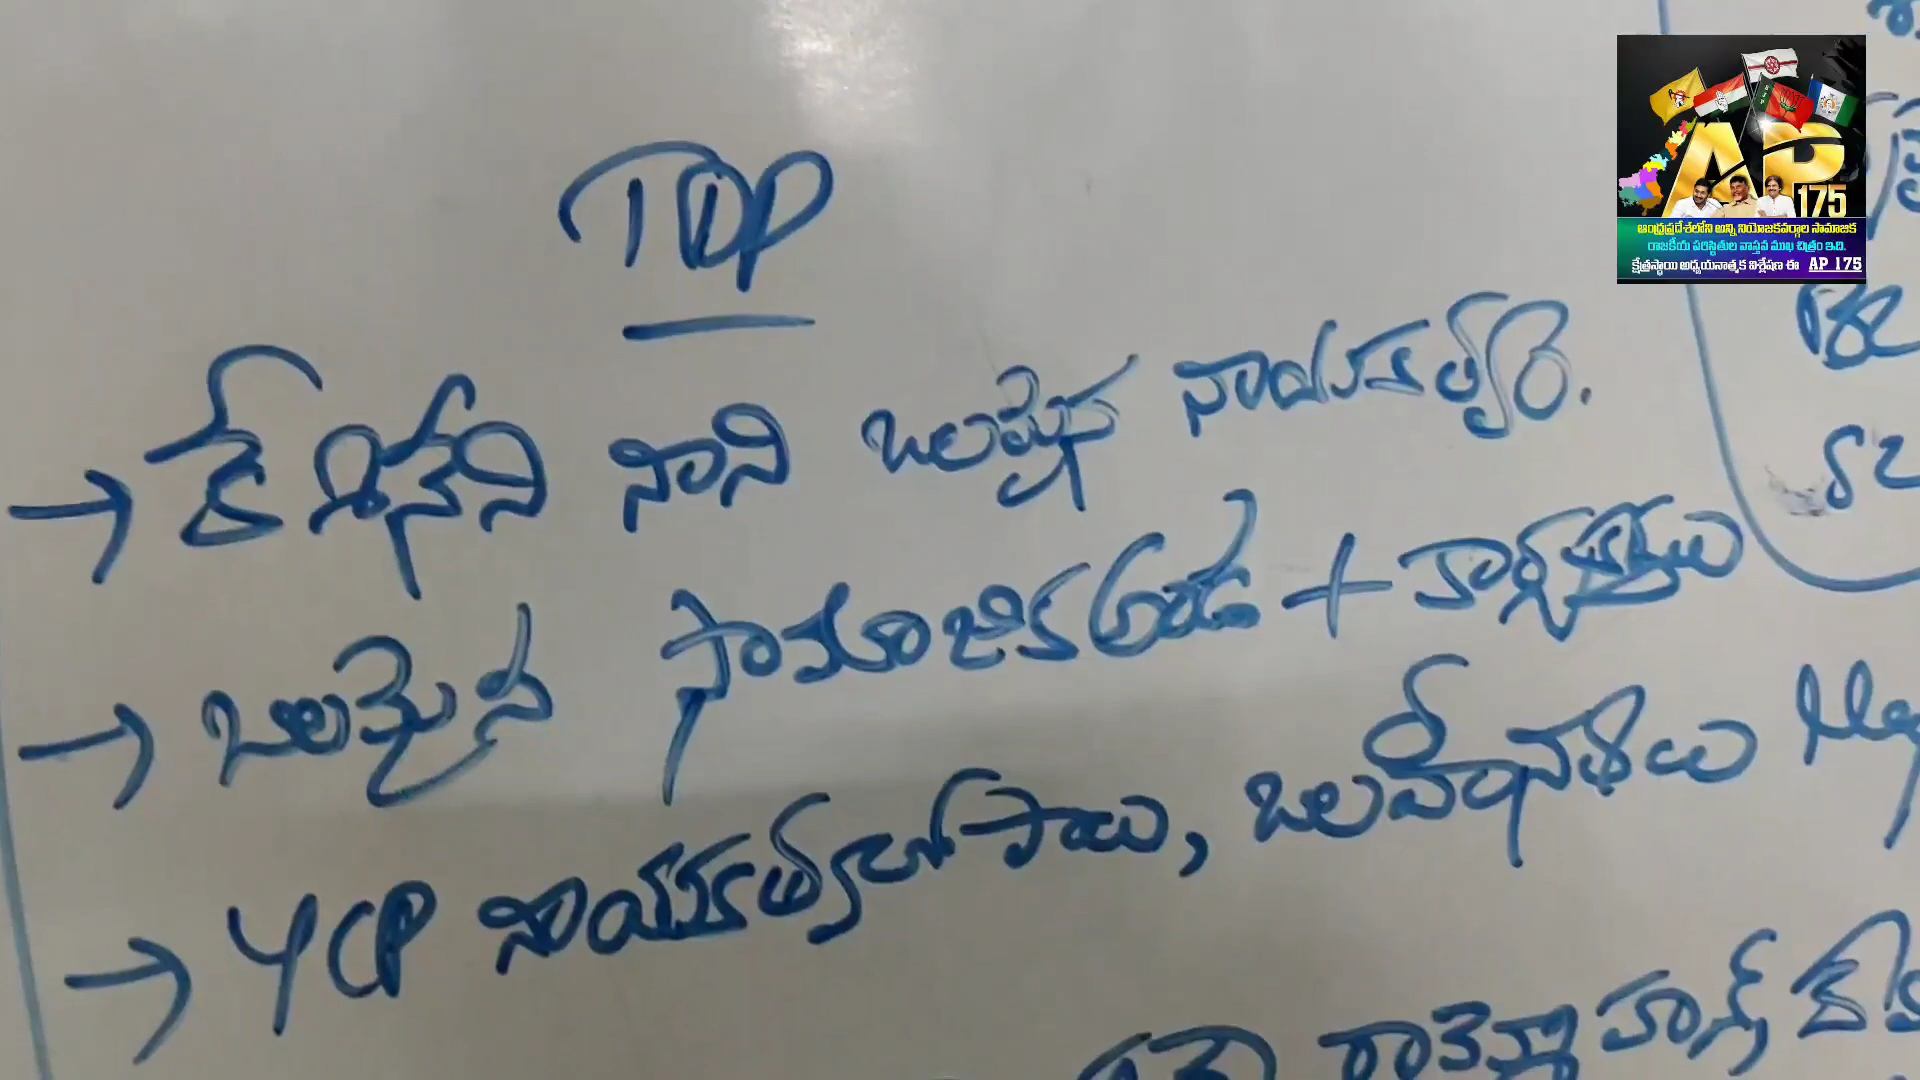 TDP
→ కేశినేని నాని బలమైన నాయకత్వం.
→ బలమైన సామాజిక అండ + కార్యకర్తలు
→ YCP నాయకత్వలోపాలు, బలహీనతలు
AP
175
ఆంధ్రప్రదేశ్‌లోని అన్ని నియోజకవర్గాల సామాజిక
రాజకీయ పరిస్థితుల వాస్తవ ముఖ చిత్రం ఇది.
క్షేత్రస్థాయి అధ్యయనాత్మక విశ్లేషణ ఈ AP 175